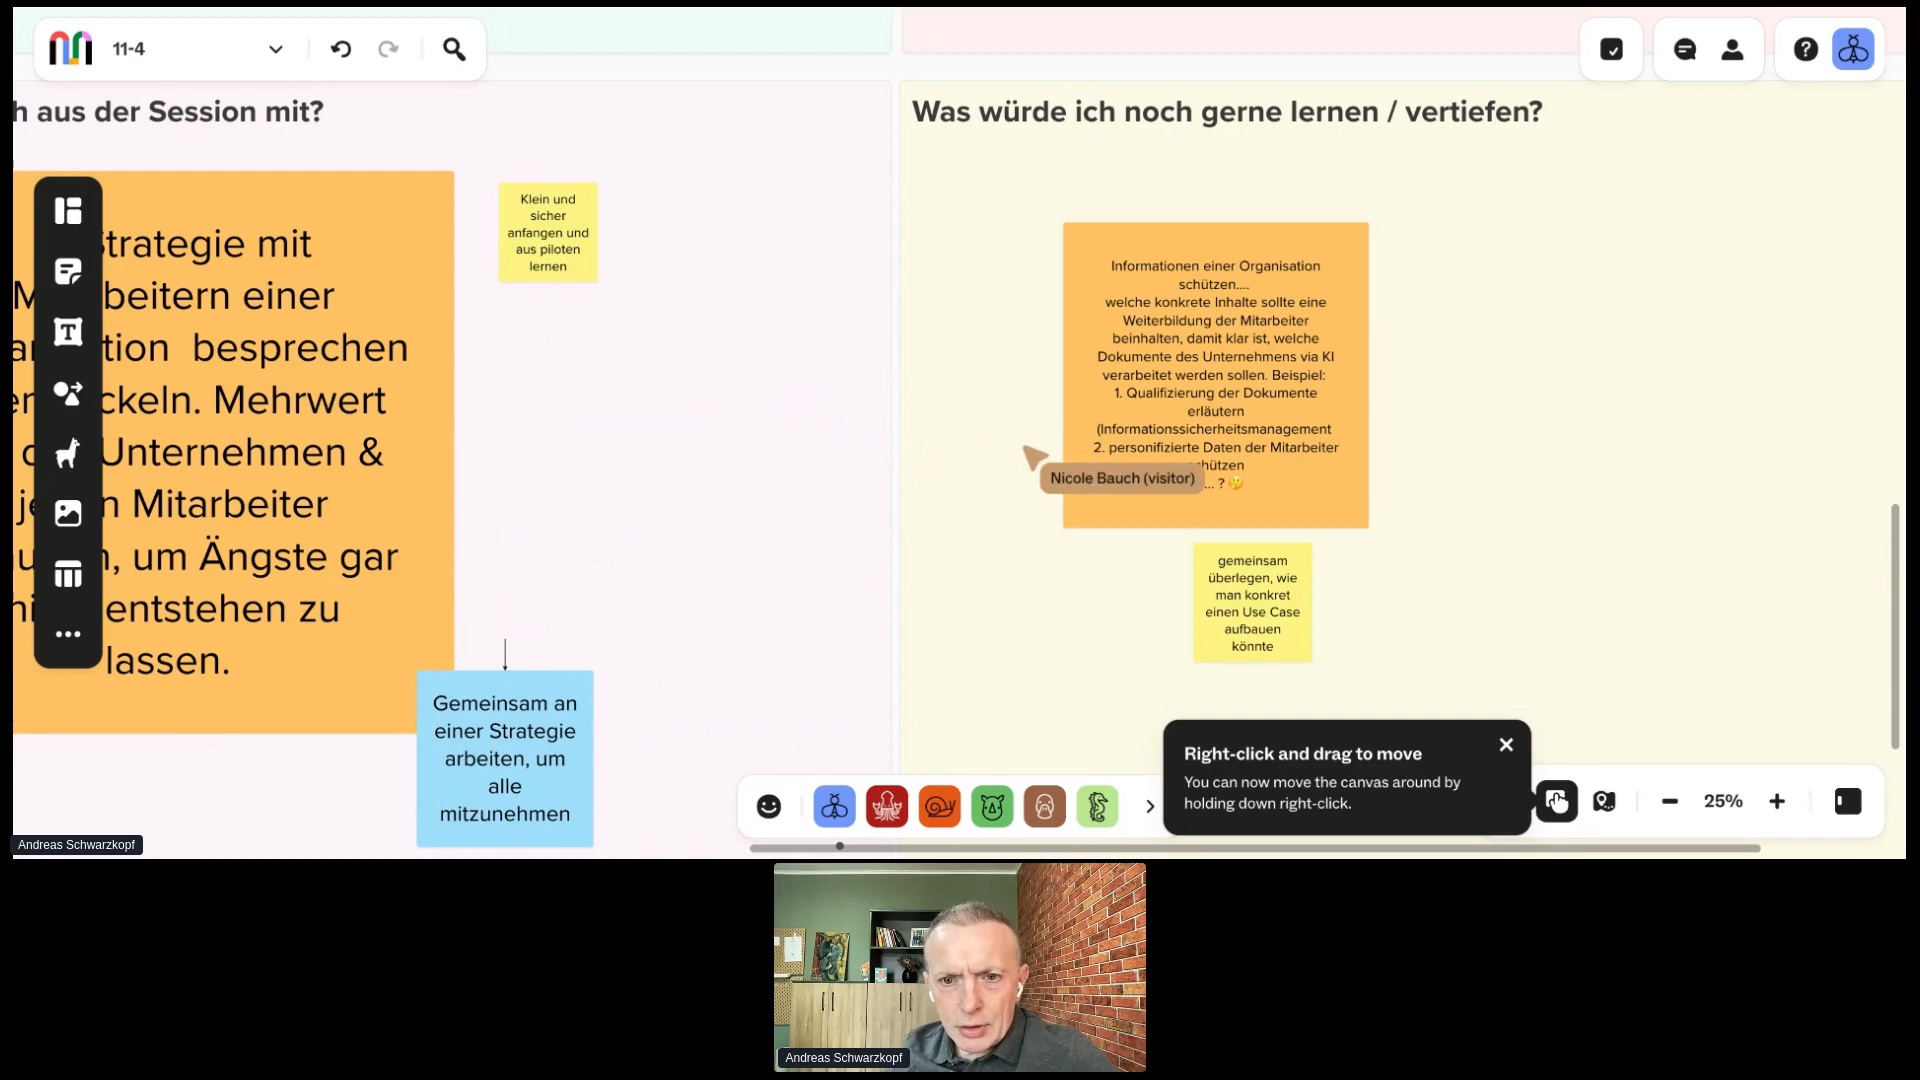 11-4
h aus der Session mit?
Strategie mit
beitern einer
tion besprechen
ckeln. Mehrwert
Unternehmen &
n Mitarbeiter
n, um Ängste gar
entstehen zu
lassen.
Klein und
sicher
anfangen und
aus piloten
lernen
Gemeinsam an
einer Strategie
arbeiten, um
alle
mitzunehmen
Was würde ich noch gerne lernen / vertiefen?
Informationen einer Organisation
schützen....
welche konkrete Inhalte sollte eine
Weiterbildung der Mitarbeiter
beinhalten, damit klar ist, welche
Dokumente des Unternehmens via KI
verarbeitet werden sollen. Beispiel:
1. Qualifizierung der Dokumente
erläutern
(Informationssicherheitsmanagement
2. personifizierte Daten der Mitarbeiter
schützen
... ? 🤔
Nicole Bauch (visitor)
gemeinsam
überlegen, wie
man konkret
einen Use Case
aufbauen
könnte
Right-click and drag to move
You can now move the canvas around by
holding down right-click.
25%
Andreas Schwarzkopf
Andreas Schwarzkopf